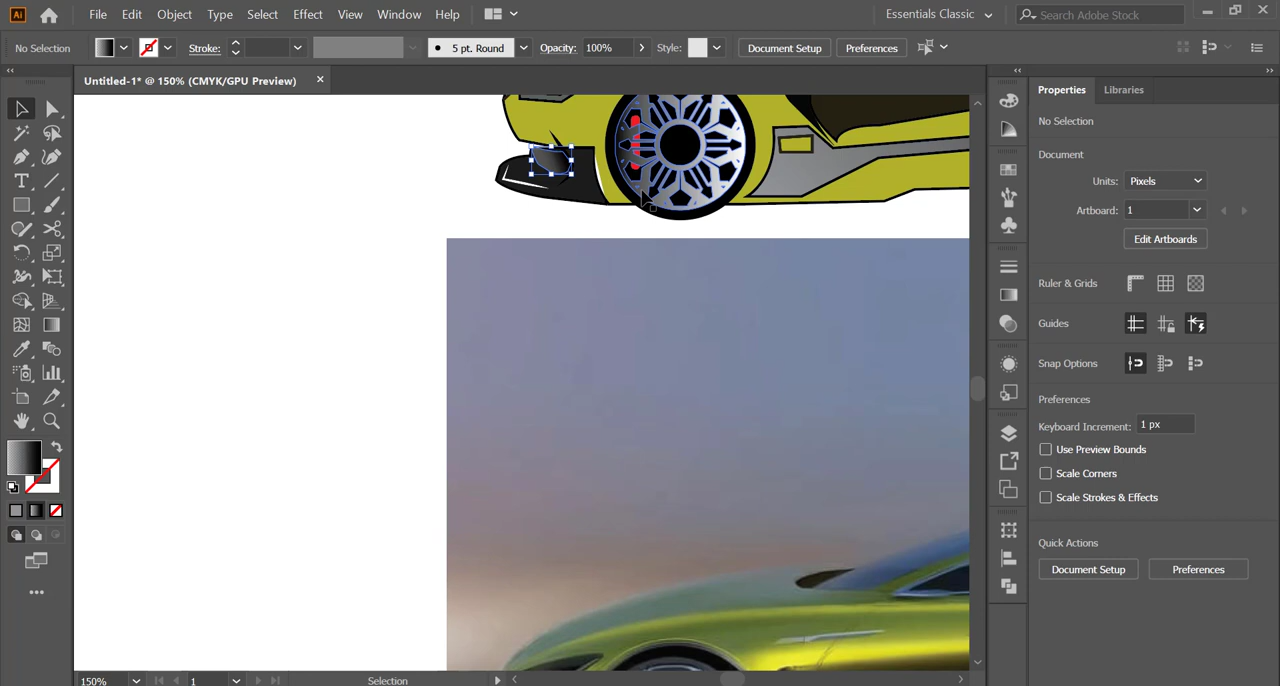 Ai File Edit Object Type Select Effect View Window Help Essentials Classic Search Adobe Stock
No Selection Stroke: 5 pt. Round Opacity: 100% Style: Document Setup Preferences
Untitled-1* @ 150% (CMYK/GPU Preview)
Properties Libraries
No Selection
Document
Units: Pixels
Artboard: 1
Edit Artboards
Ruler & Grids
Guides
Snap Options
Preferences
Keyboard Increment: 1 px
Use Preview Bounds
Scale Corners
Scale Strokes & Effects
Quick Actions
Document Setup Preferences
150% 1 Selection